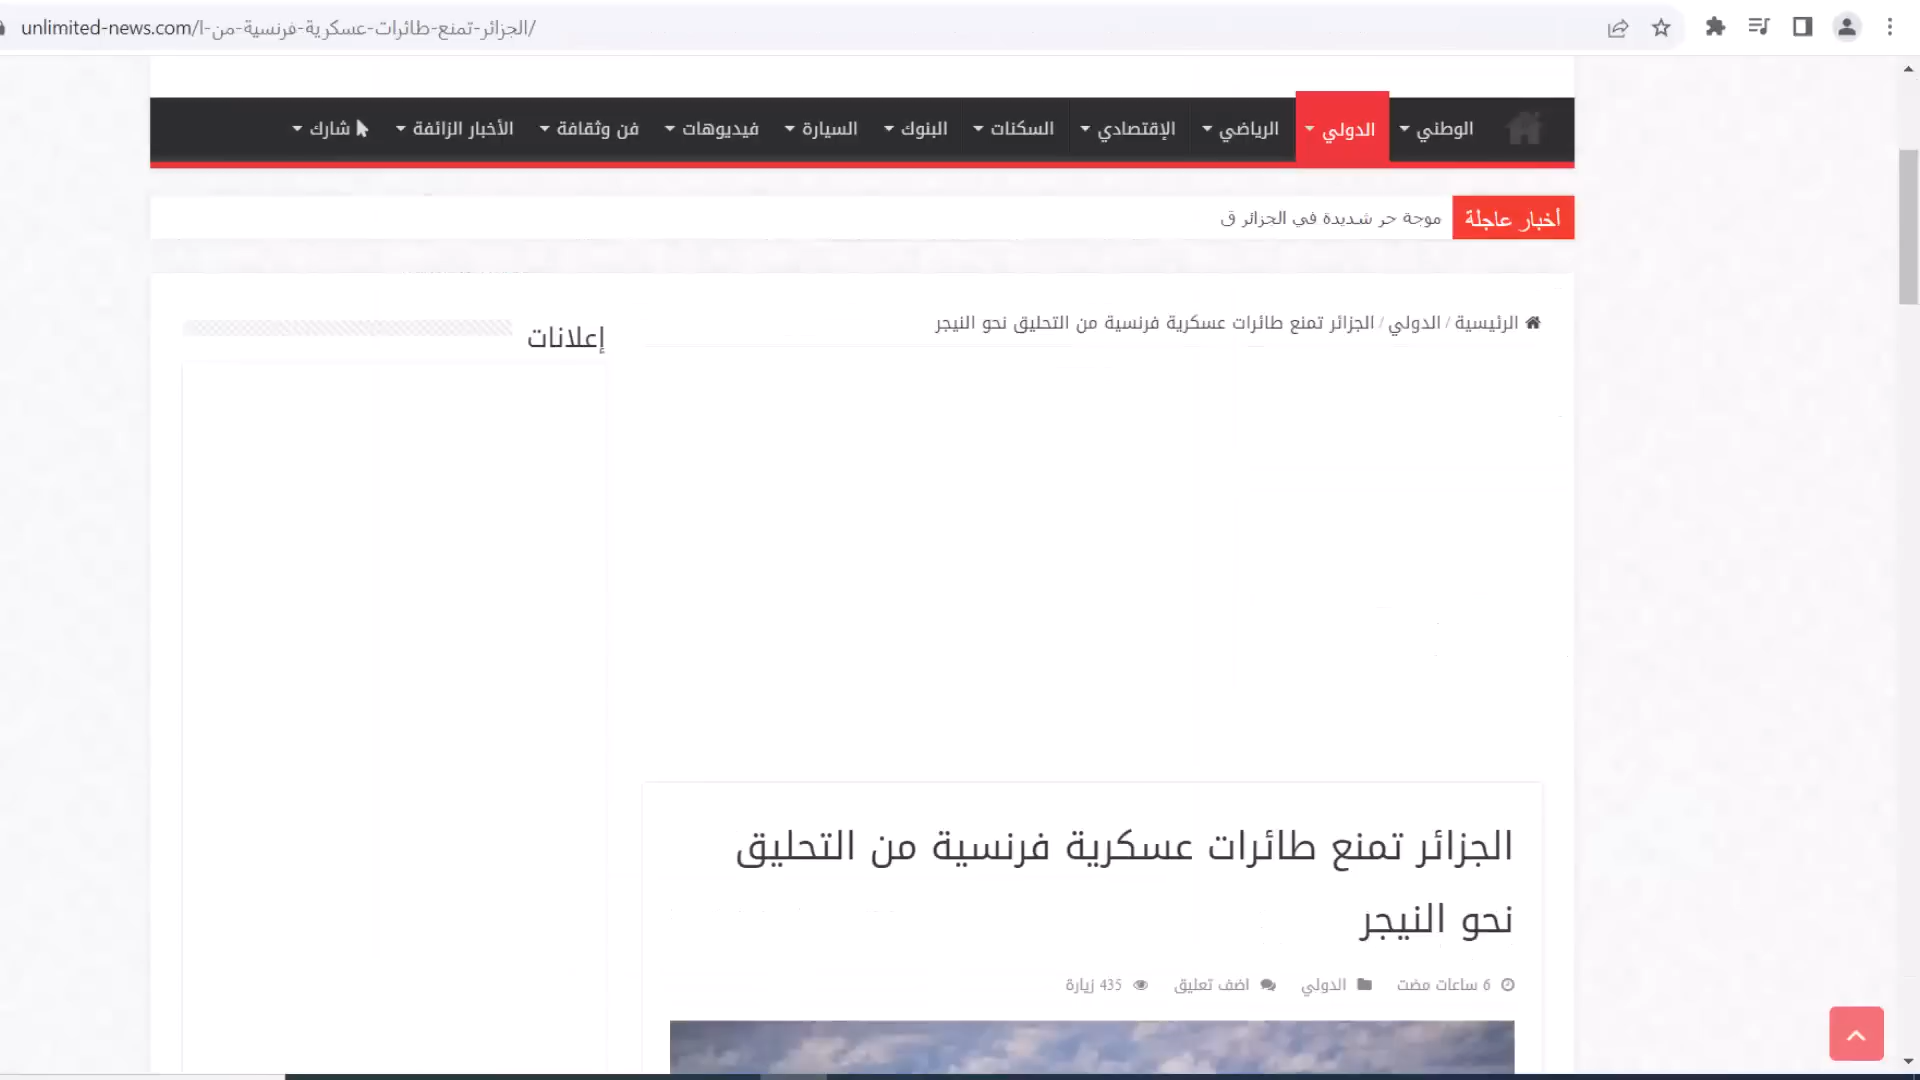 unlimited-news.com/الجزائر-تمنع-طائرات-عسكرية-فرنسية-من-ا/
الوطني الدولي الرياضي الإقتصادي السكنات البنوك السيارة فيديوهات فن وثقافة الأخبار الزائفة شارك
أخبار عاجلة موجة حر شديدة في الجزائر ق
الرئيسية / الدولي / الجزائر تمنع طائرات عسكرية فرنسية من التحليق نحو النيجر
إعلانات
الجزائر تمنع طائرات عسكرية فرنسية من التحليق
نحو النيجر
6 ساعات مضت الدولي اضف تعليق 435 زيارة